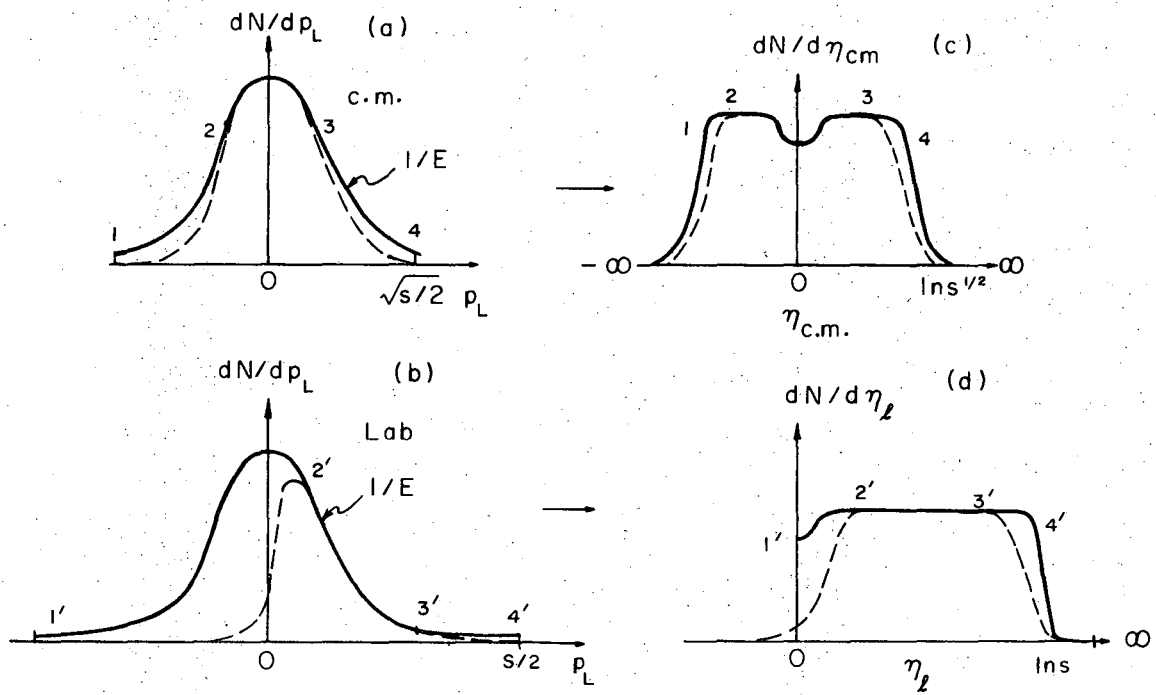 dN/dp_L (a)
c.m.
2 3
1/E
1 4
0 √s/2 p_L
dN/dη_cm (c)
2 3
1 4
-∞ 0 lns^1/2 ∞
η_c.m.
dN/dp_L (b)
Lab
2'
1/E
1' 3' 4'
0 S/2 p_L
dN/dη_ℓ (d)
2' 3' 4'
1'
0 η_ℓ lns ∞